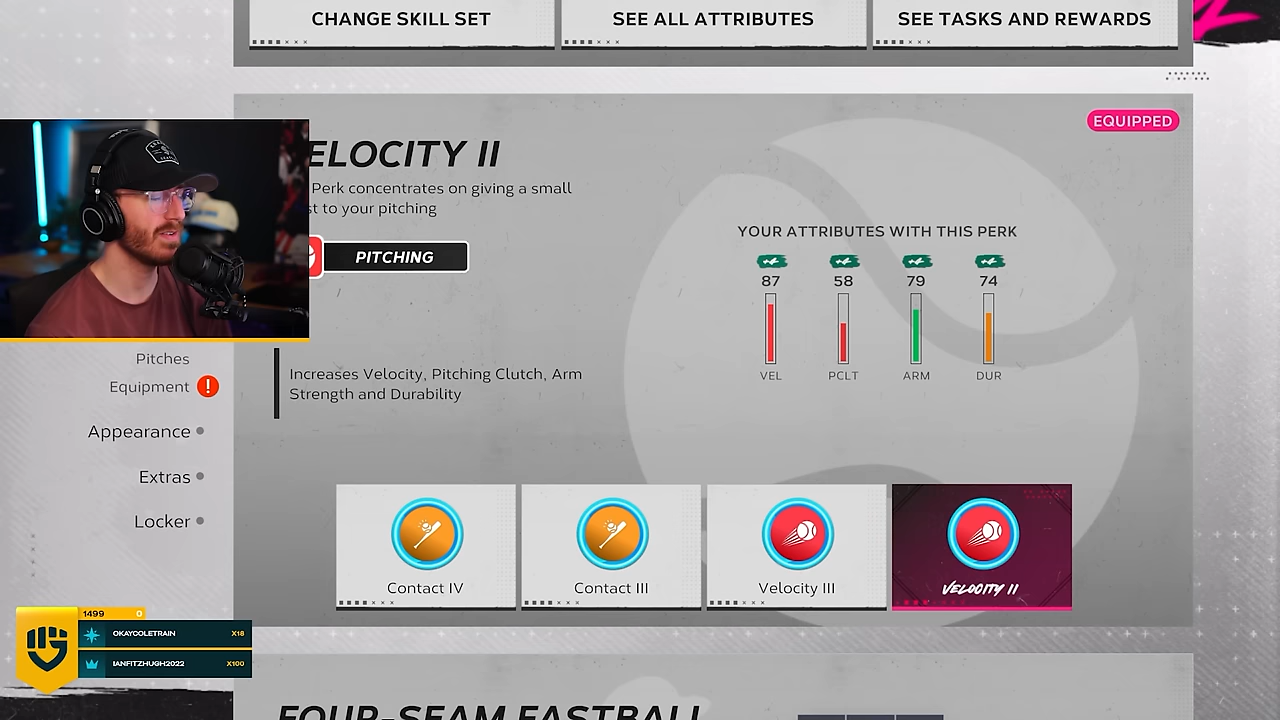 CHANGE SKILL SET
SEE ALL ATTRIBUTES
SEE TASKS AND REWARDS
EQUIPPED
ELOCITY II
Perk concentrates on giving a small
st to your pitching
PITCHING
YOUR ATTRIBUTES WITH THIS PERK
87 58 79 74
VEL PCLT ARM DUR
Increases Velocity, Pitching Clutch, Arm
Strength and Durability
Pitches
Equipment !
Appearance
Extras
Locker
Contact IV
Contact III
Velocity III
VELOCITY II
1499 0
OKAYCOLETRAIN X18
IANFITZHUGH2022 X100
FOUR-SEAM FASTBALL